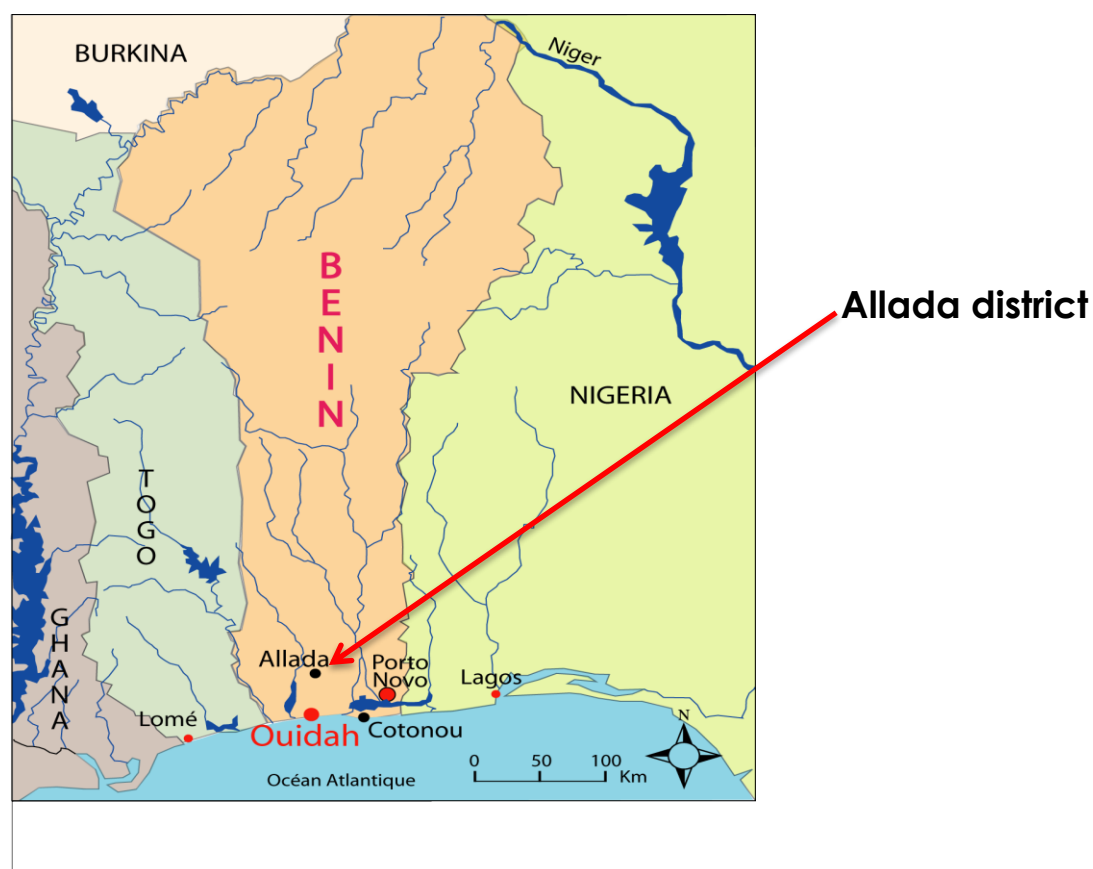 BURKINA
Niger
BENIN
Allada district
NIGERIA
TOGO
GHANA
Allada
Porto
Novo
Lagos
Lomé
Ouidah
Cotonou
N
0 50 100
Km
Océan Atlantique